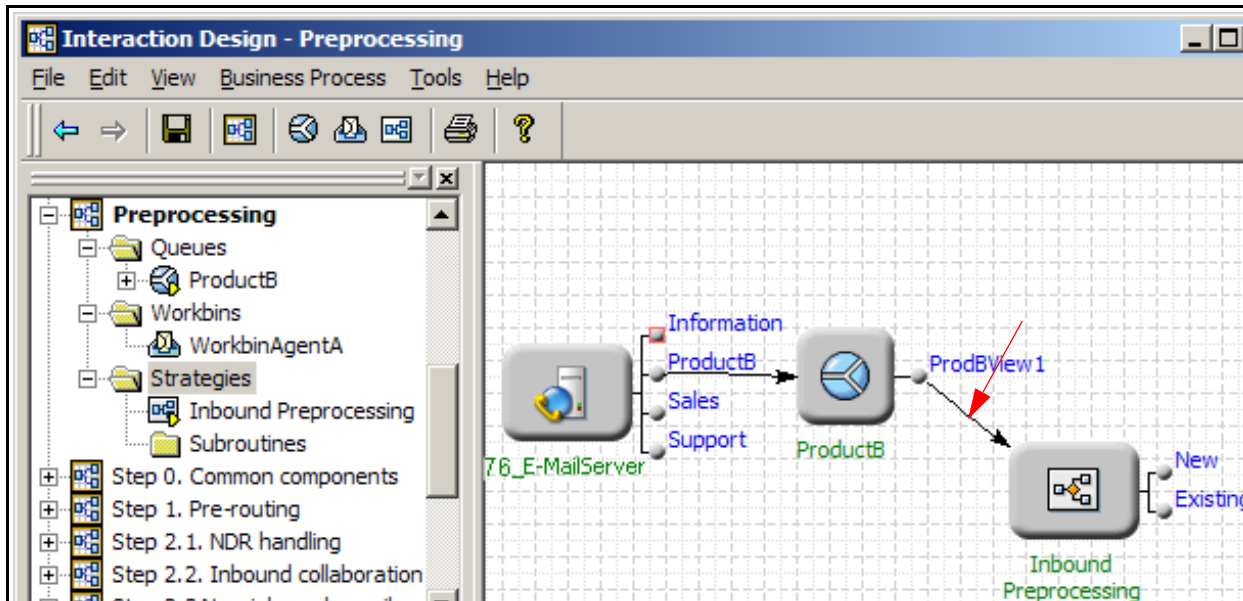 Interaction Design - Preprocessing
File Edit View Business Process Tools Help
Preprocessing
Queues
ProductB
Workbins
WorkbinAgentA
Strategies
Inbound Preprocessing
Subroutines
Step 0. Common components
Step 1. Pre-routing
Step 2.1. NDR handling
Step 2.2. Inbound collaboration
Information
ProductB
Sales
Support
76_E-MailServer
ProductB
ProdBView1
New
Existing
Inbound
Preprocessing